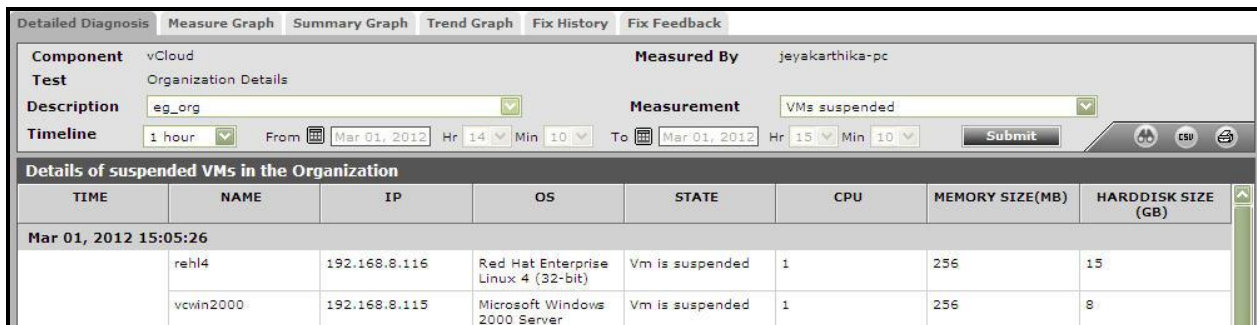 Detailed Diagnosis Measure Graph Summary Graph Trend Graph Fix History Fix Feedback
Component vCloud Measured By jeyakarthika-pc
Test Organization Details
Description eg_org Measurement VMs suspended
Timeline 1 hour From Mar 01, 2012 Hr 14 Min 10 To Mar 01, 2012 Hr 15 Min 10 Submit CSV
Details of suspended VMs in the Organization
TIME NAME IP OS STATE CPU MEMORY SIZE(MB) HARDDISK SIZE
(GB)
Mar 01, 2012 15:05:26
rehl4 192.168.8.116 Red Hat Enterprise Vm is suspended 1 256 15
Linux 4 (32-bit)
vcwin2000 192.168.8.115 Microsoft Windows Vm is suspended 1 256 8
2000 Server